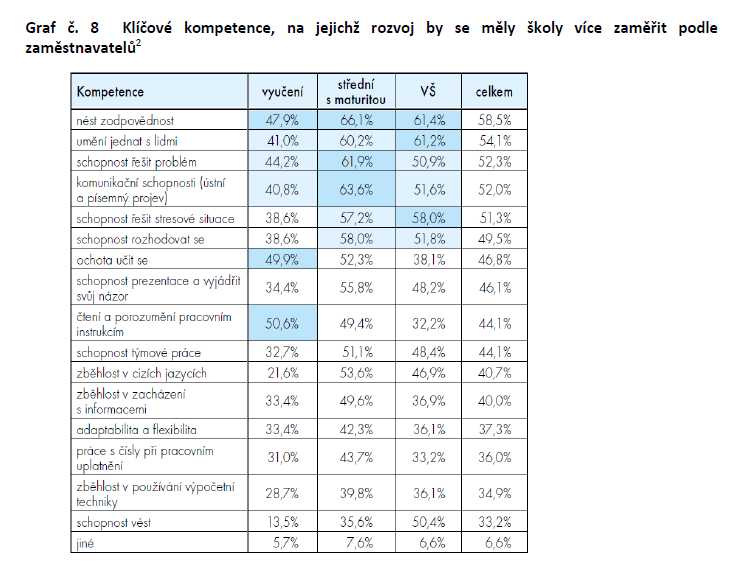 Graf č. 8 Klíčové kompetence, na jejichž rozvoj by se měly školy více zaměřit podle
zaměstnavatelů2
Kompetence vyučení střední s maturitou VŠ celkem
nést zodpovědnost 47,9% 66,1% 61,4% 58,5%
umění jednat s lidmi 41,0% 60,2% 61,2% 54,1%
schopnost řešit problém 44,2% 61,9% 50,9% 52,3%
komunikační schopnosti (ústní
a písemný projev) 40,8% 63,6% 51,6% 52,0%
schopnost řešit stresové situace 38,6% 57,2% 58,0% 51,3%
schopnost rozhodovat se 38,6% 58,0% 51,8% 49,5%
ochota učit se 49,9% 52,3% 38,1% 46,8%
schopnost prezentace a vyjádřit
svůj názor 34,4% 55,8% 48,2% 46,1%
čtení a porozumění pracovním
instrukcím 50,6% 49,4% 32,2% 44,1%
schopnost týmové práce 32,7% 51,1% 48,4% 44,1%
zběhlost v cizích jazycích 21,6% 53,6% 46,9% 40,7%
zběhlost v zacházení
s informacemi 33,4% 49,6% 36,9% 40,0%
adaptabilita a flexibilita 33,4% 42,3% 36,1% 37,3%
práce s čísly při pracovním
uplatnění 31,0% 43,7% 33,2% 36,0%
zběhlost v používání výpočetní
techniky 28,7% 39,8% 36,1% 34,9%
schopnost vést 13,5% 35,6% 50,4% 33,2%
jiné 5,7% 7,6% 6,6% 6,6%